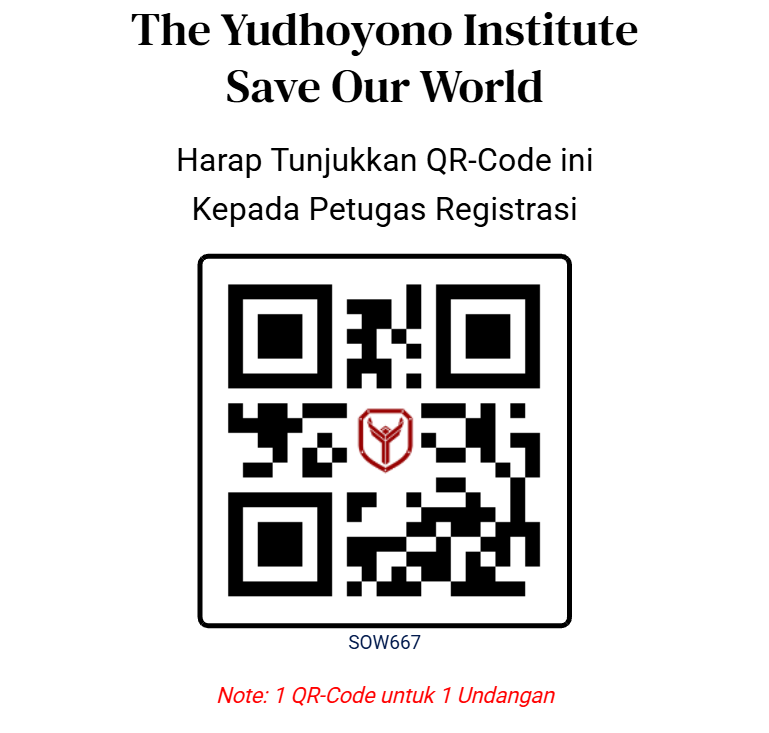 The Yudhoyono Institute
Save Our World
Harap Tunjukkan QR-Code ini
Kepada Petugas Registrasi
SOW667
Note: 1 QR-Code untuk 1 Undangan